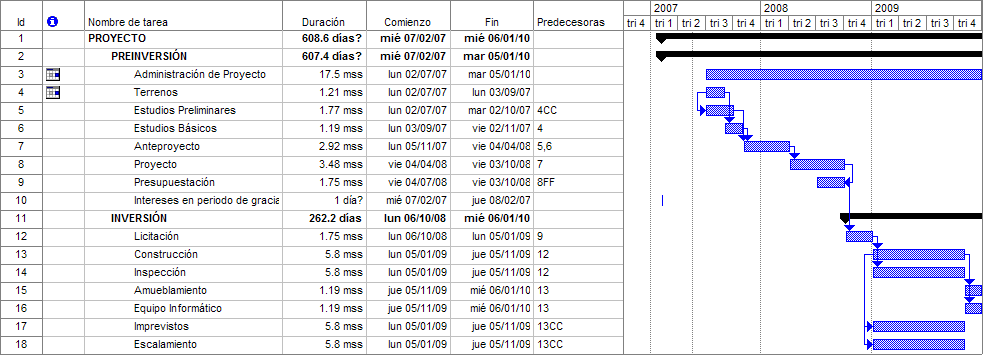 2007 2008 2009
Id Nombre de tarea Duración Comienzo Fin Predecesoras tri 4 tri 1 tri 2 tri 3 tri 4 tri 1 tri 2 tri 3 tri 4 tri 1 tri 2 tri 3 tri 4
1 PROYECTO 608.6 días? mié 07/02/07 mié 06/01/10
2 PREINVERSIÓN 607.4 días? mié 07/02/07 mar 05/01/10
3 Administración de Proyecto 17.5 mss lun 02/07/07 mar 05/01/10
4 Terrenos 1.21 mss lun 02/07/07 lun 03/09/07
5 Estudios Preliminares 1.77 mss lun 02/07/07 mar 02/10/07 4CC
6 Estudios Básicos 1.19 mss lun 03/09/07 vie 02/11/07 4
7 Anteproyecto 2.92 mss lun 05/11/07 vie 04/04/08 5,6
8 Proyecto 3.48 mss vie 04/04/08 vie 03/10/08 7
9 Presupuestación 1.75 mss vie 04/07/08 vie 03/10/08 8FF
10 Intereses en periodo de gracia 1 día? mié 07/02/07 jue 08/02/07
11 INVERSIÓN 262.2 días lun 06/10/08 mié 06/01/10
12 Licitación 1.75 mss lun 06/10/08 lun 05/01/09 9
13 Construcción 5.8 mss lun 05/01/09 jue 05/11/09 12
14 Inspección 5.8 mss lun 05/01/09 jue 05/11/09 12
15 Amueblamiento 1.19 mss jue 05/11/09 mié 06/01/10 13
16 Equipo Informático 1.19 mss jue 05/11/09 mié 06/01/10 13
17 Imprevistos 5.8 mss lun 05/01/09 jue 05/11/09 13CC
18 Escalamiento 5.8 mss lun 05/01/09 jue 05/11/09 13CC